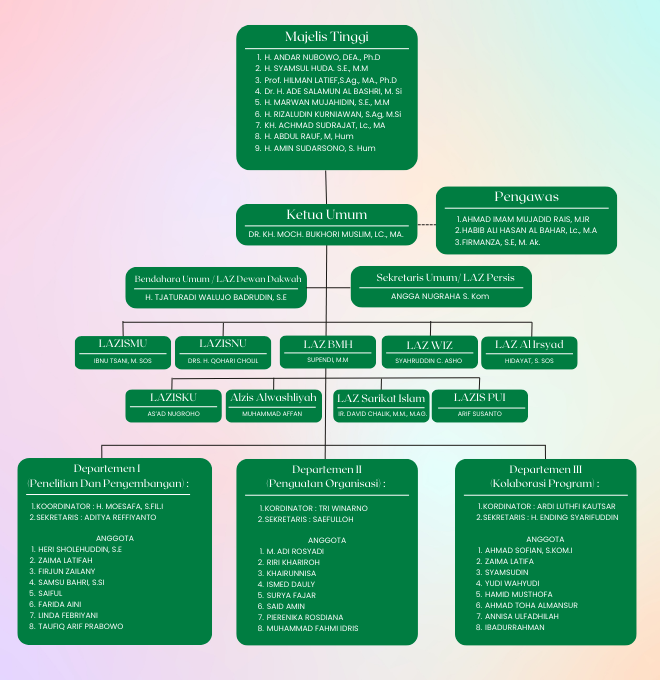 Majelis Tinggi
1. H. ANDAR NUBOWO, DEA., Ph.D
2. H. SYAMSUL HUDA. S.E., M.M
3. Prof. HILMAN LATIEF,S.Ag., MA., Ph.D
4. Dr. H. ADE SALAMUN AL BASHRI, M. Si
5. H. MARWAN MUJAHIDIN, S.E., M.M
6. H. RIZALUDIN KURNIAWAN, S.Ag, M.Si
7. KH. ACHMAD SUDRAJAT, Lc., MA
8. H. ABDUL RAUF, M, Hum
9. H. AMIN SUDARSONO, S. Hum
Pengawas
1.AHMAD IMAM MUJADID RAIS, M.IR
2.HABIB ALI HASAN AL BAHAR, Lc., M.A
3.FIRMANZA, S.E, M. Ak.
Ketua Umum
DR. KH. MOCH. BUKHORI MUSLIM, LC., MA.
Bendahara Umum / LAZ Dewan Dakwah
H. TJATURADI WALUJO BADRUDIN, S.E
Sekretaris Umum/ LAZ Persis
ANGGA NUGRAHA S. Kom
LAZISMU
IBNU TSANI, M. SOS
LAZISNU
DRS. H. QOHARI CHOLIL
LAZ BMH
SUPENDI, M.M
LAZ WIZ
SYAHRUDDIN C. ASHO
LAZ Al Irsyad
HIDAYAT, S. SOS
LAZISKU
AS'AD NUGROHO
Alzis Alwashliyah
MUHAMMAD AFFAN
LAZ Sarikat Islam
IR. DAVID CHALIK, M.M., M.AG.
LAZIS PUI
ARIF SUSANTO
Departemen I
(Penelitian Dan Pengembangan) :
1.KOORDINATOR : H. MOESAFA, S.FIL.I
2.SEKRETARIS : ADITYA REFFIYANTO
ANGGOTA
1. HERI SHOLEHUDDIN, S.E
2. ZAIMA LATIFAH
3. FIRJUN ZAILANY
4. SAMSU BAHRI, S.SI
5. SAIFUL
6. FARIDA AINI
7. LINDA FEBRIYANI
8. TAUFIQ ARIF PRABOWO
Departemen II
(Penguatan Organisasi) :
1.KORDINATOR : TRI WINARNO
2.SEKRETARIS : SAEFULLOH
ANGGOTA
1. M. ADI ROSYADI
2. RIRI KHARIROH
3. KHAIRUNNISA
4. ISMED DAULY
5. SURYA FAJAR
6. SAID AMIN
7. PIERENIKA ROSDIANA
8. MUHAMMAD FAHMI IDRIS
Departemen III
(Kolaborasi Program) :
1.KORDINATOR : ARDI LUTHFI KAUTSAR
2.SEKRETARIS : H. ENDING SYARIFUDDIN
ANGGOTA
1. AHMAD SOFIAN, S.KOM.I
2. ZAIMA LATIFA
3. SYAMSUDIN
4. YUDI WAHYUDI
5. HAMID MUSTHOFA
6. AHMAD TOHA ALMANSUR
7. ANNISA ULFADHILAH
8. IBADURRAHMAN